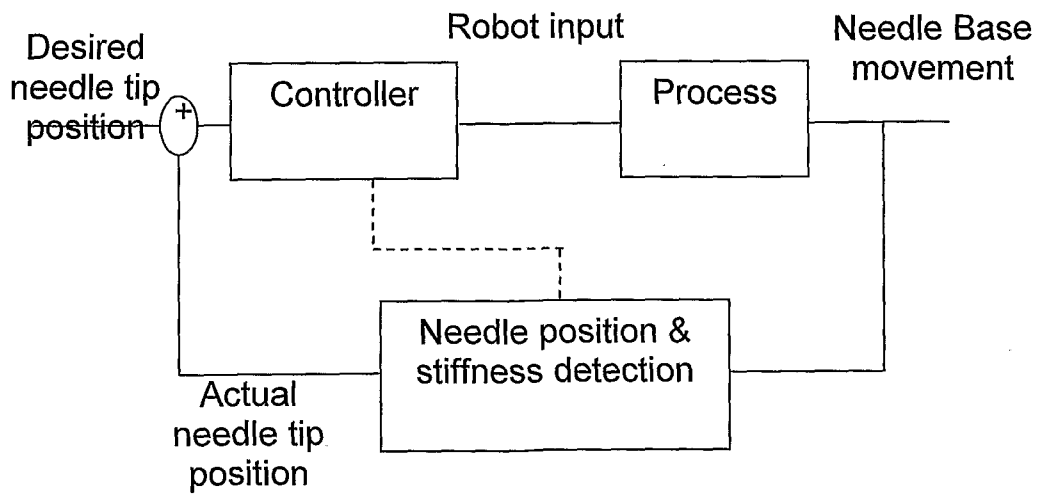 Robot input
Needle Base
movement
Desired
needle tip
position
+
Controller
Process
Needle position &
stiffness detection
Actual
needle tip
position